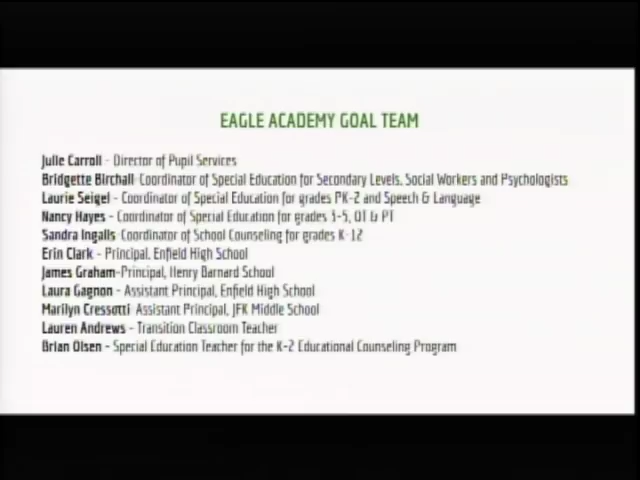 EAGLE ACADEMY GOAL TEAM
Julie Carroll - Director of Pupil Services
Bridgette Birchall-Coordinator of Special Education for Secondary Levels, Social Workers and Psychologists
Laurie Seigel - Coordinator of Special Education for grades PK-2 and Speech & Language
Nancy Hayes - Coordinator of Special Education for grades 3-5, OT & PT
Sandra Ingalls-Coordinator of School Counseling for grades K-12
Erin Clark - Principal, Enfield High School
James Graham-Principal, Henry Barnard School
Laura Gagnon - Assistant Principal, Enfield High School
Marilyn Cressotti-Assistant Principal, JFK Middle School
Lauren Andrews - Transition Classroom Teacher
Brian Olsen - Special Education Teacher for the K-2 Educational Counseling Program